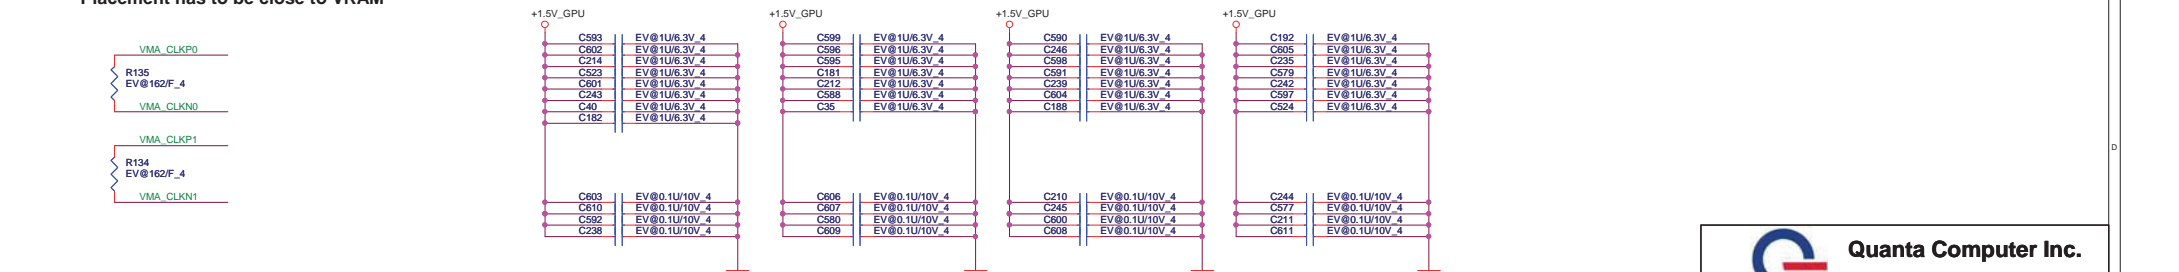 Placement has to be close to VRAM
+1.5V_GPU +1.5V_GPU +1.5V_GPU +1.5V_GPU
C593 EV@1U/6.3V_4 C599 EV@1U/6.3V_4 C590 EV@1U/6.3V_4 C192 EV@1U/6.3V_4
VMA_CLKP0 C602 EV@1U/6.3V_4 C596 EV@1U/6.3V_4 C246 EV@1U/6.3V_4 C605 EV@1U/6.3V_4
C214 EV@1U/6.3V_4 C595 EV@1U/6.3V_4 C598 EV@1U/6.3V_4 C235 EV@1U/6.3V_4
R135 C523 EV@1U/6.3V_4 C181 EV@1U/6.3V_4 C591 EV@1U/6.3V_4 C579 EV@1U/6.3V_4
EV@162/F_4 C601 EV@1U/6.3V_4 C212 EV@1U/6.3V_4 C239 EV@1U/6.3V_4 C242 EV@1U/6.3V_4
C243 EV@1U/6.3V_4 C588 EV@1U/6.3V_4 C604 EV@1U/6.3V_4 C597 EV@1U/6.3V_4
VMA_CLKN0 C40 EV@1U/6.3V_4 C35 EV@1U/6.3V_4 C188 EV@1U/6.3V_4 C524 EV@1U/6.3V_4
C182 EV@1U/6.3V_4
VMA_CLKP1
D
R134
EV@162/F_4
VMA_CLKN1 C603 EV@0.1U/10V_4 C606 EV@0.1U/10V_4 C210 EV@0.1U/10V_4 C244 EV@0.1U/10V_4
C610 EV@0.1U/10V_4 C607 EV@0.1U/10V_4 C245 EV@0.1U/10V_4 C577 EV@0.1U/10V_4
C592 EV@0.1U/10V_4 C580 EV@0.1U/10V_4 C600 EV@0.1U/10V_4 C211 EV@0.1U/10V_4
C238 EV@0.1U/10V_4 C609 EV@0.1U/10V_4 C608 EV@0.1U/10V_4 C611 EV@0.1U/10V_4
Quanta Computer Inc.